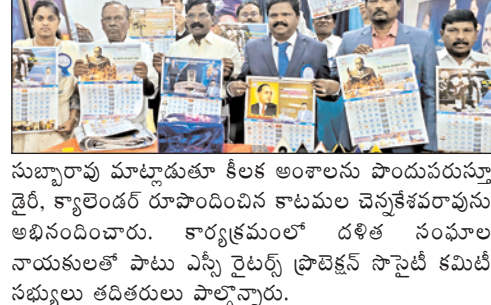 సుబ్బారావు మాట్లాడుతూ కీలక అంశాలను పొందుపరుస్తూ
డైరీ, క్యాలెండర్ రూపొందించిన కాటమల చెన్నకేశవరావును
అభినందించారు. కార్యక్రమంలో దళిత సంఘాల
నాయకులతో పాటు ఎస్సీ రైటర్స్ ప్రొటెక్షన్ సొసైటీ కమిటీ
సభ్యులు తదితరులు పాల్గొన్నారు.